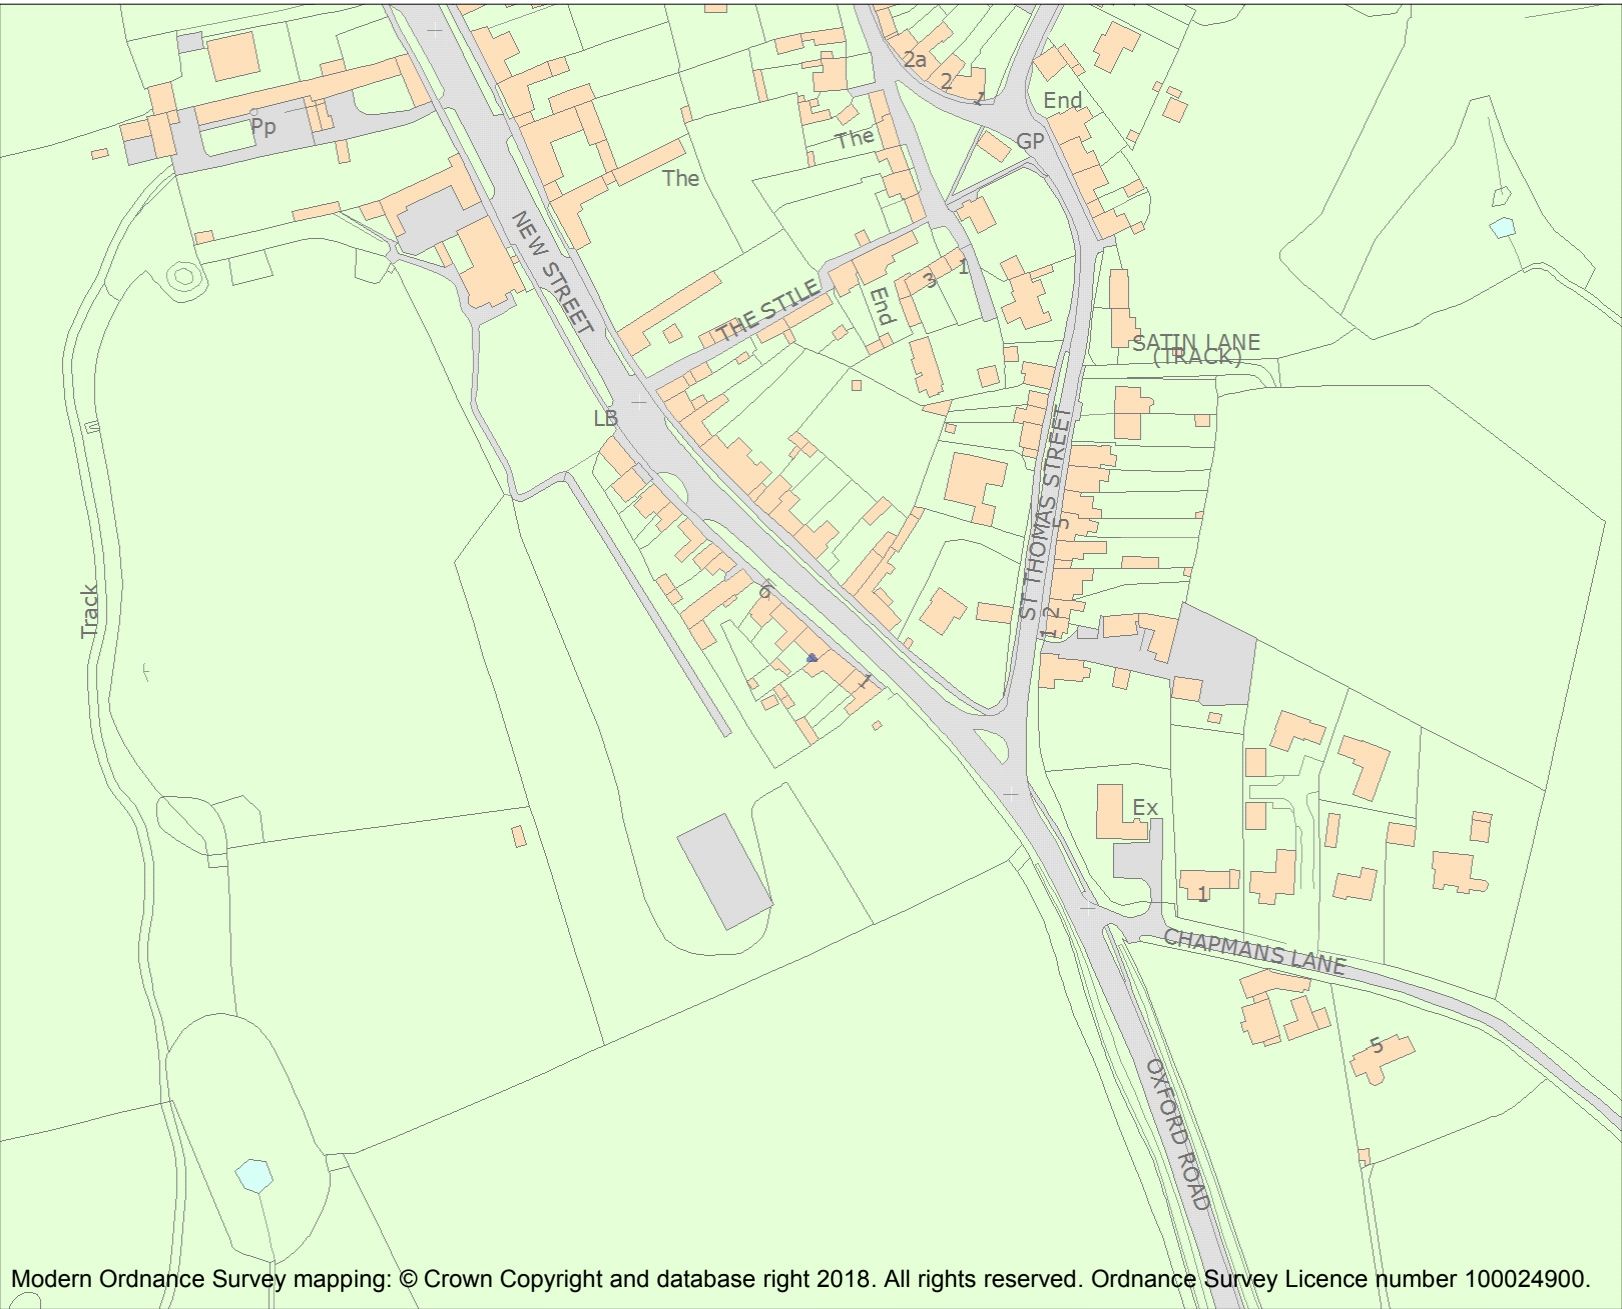 2a
2
1
End
Pp
GP
The
The
NEW STREET
1
3
THE STILE
End
SATIN LANE
(TRACK)
LB
ST THOMAS STREET
5
Track
6
2
1
1
Ex
1
CHAPMANS LANE
5
OXFORD ROAD
Modern Ordnance Survey mapping: © Crown Copyright and database right 2018. All rights reserved. Ordnance Survey Licence number 100024900.